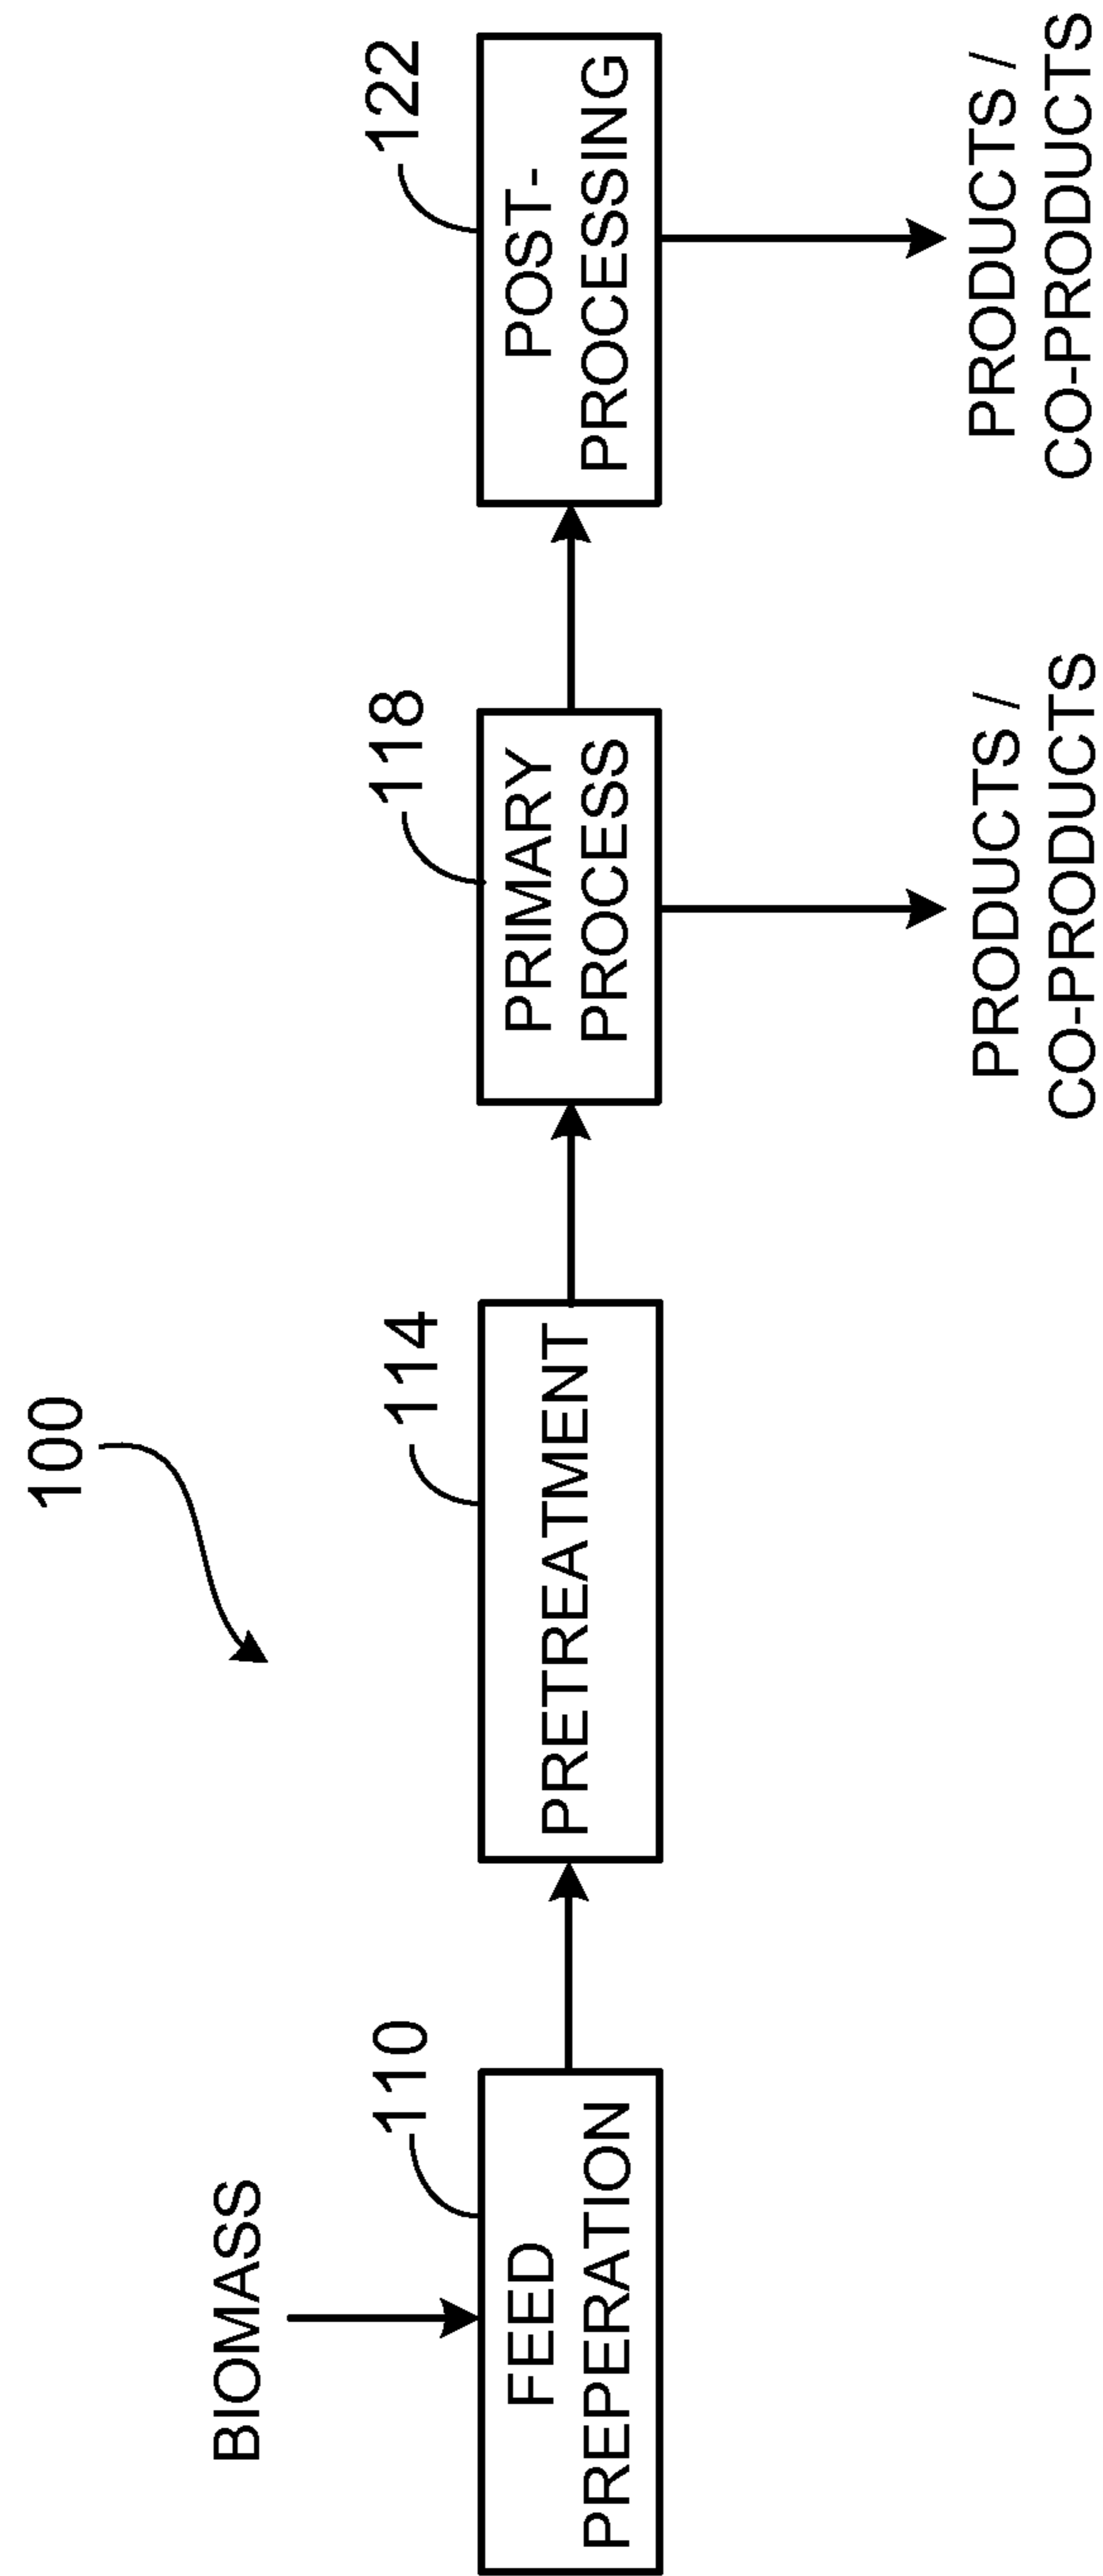 100
BIOMASS
110
FEED
PREPERATION
114
PRETREATMENT
118
PRIMARY
PROCESS
PRODUCTS /
CO-PRODUCTS
122
POST-
PROCESSING
PRODUCTS /
CO-PRODUCTS